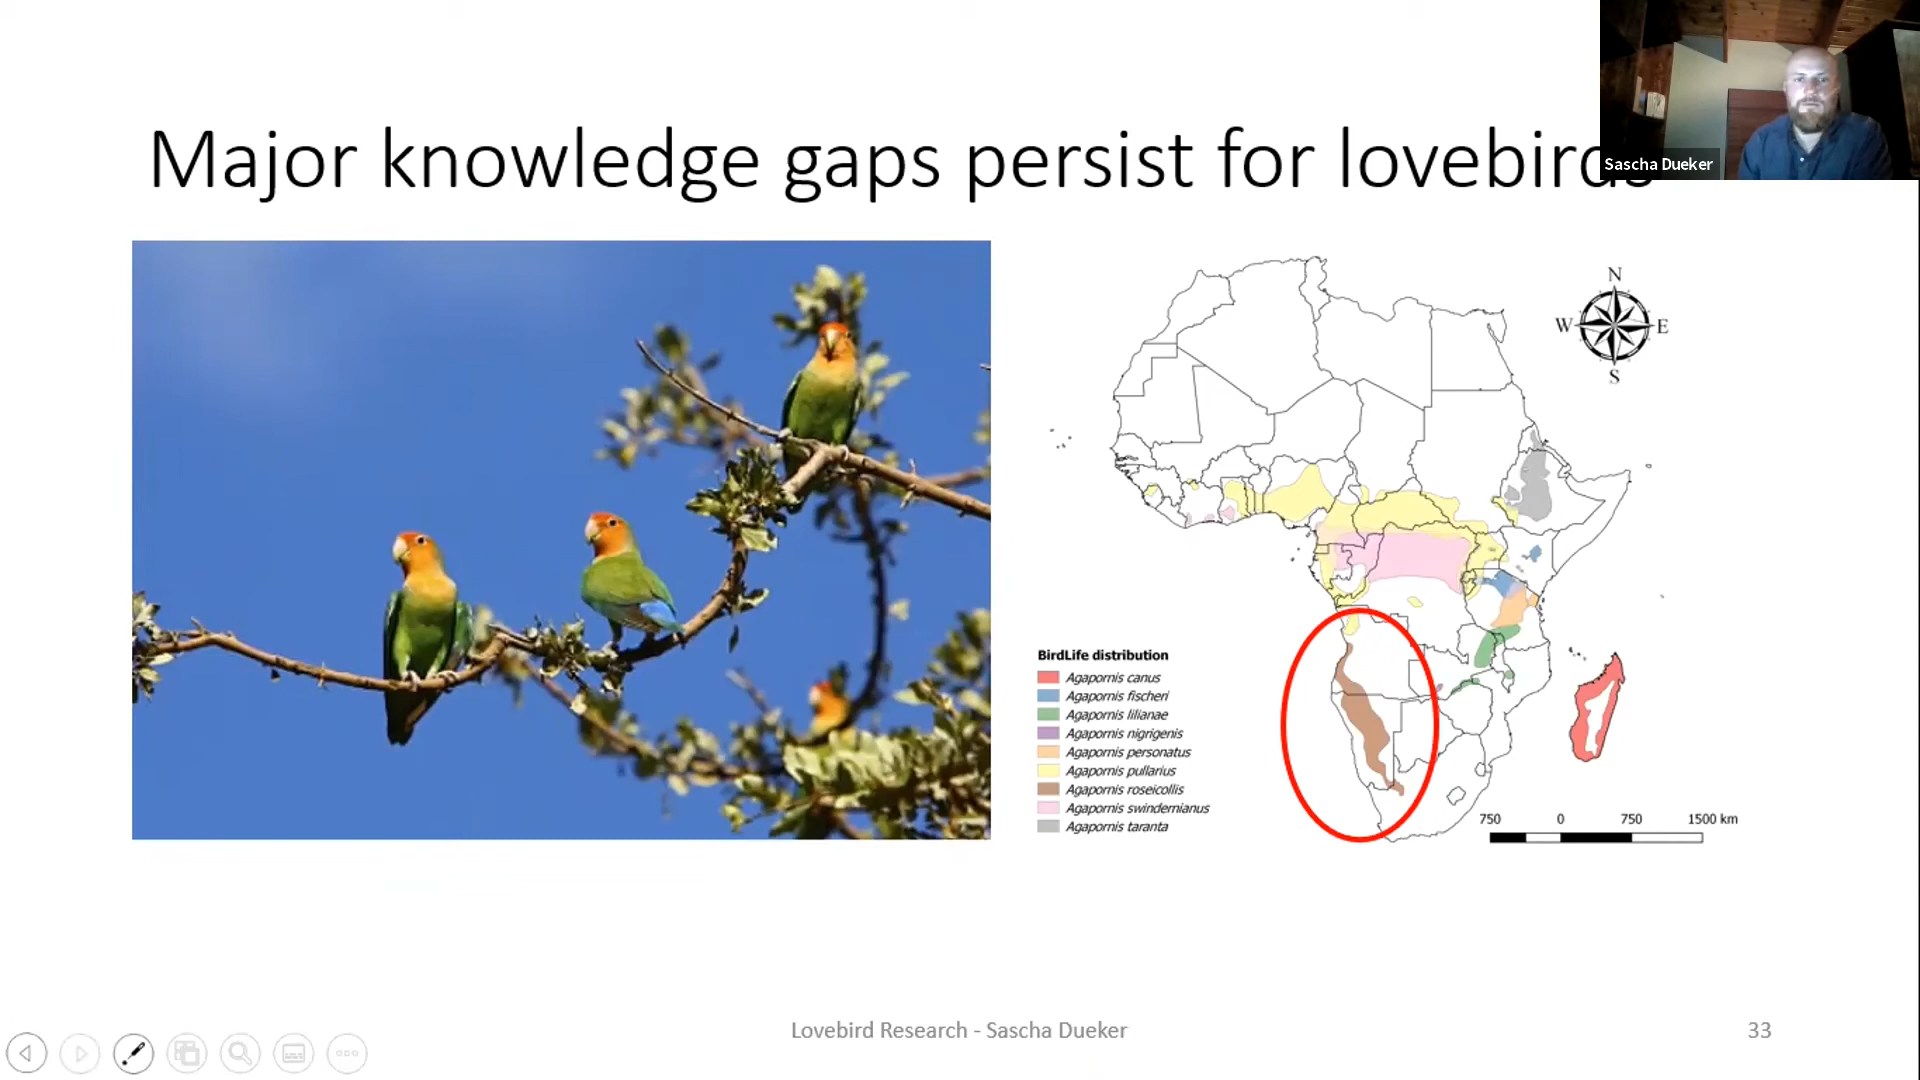 Sascha Dueker
Major knowledge gaps persist for lovebirds
N
W
E
S
BirdLife distribution
Agapornis canus
Agapornis fischeri
Agapornis lilianae
Agapornis nigrigenis
Agapornis personatus
Agapornis pullarius
Agapornis roseicollis
Agapornis swindernianus
Agapornis taranta
750 0 750 1500 km
Lovebird Research - Sascha Dueker
33